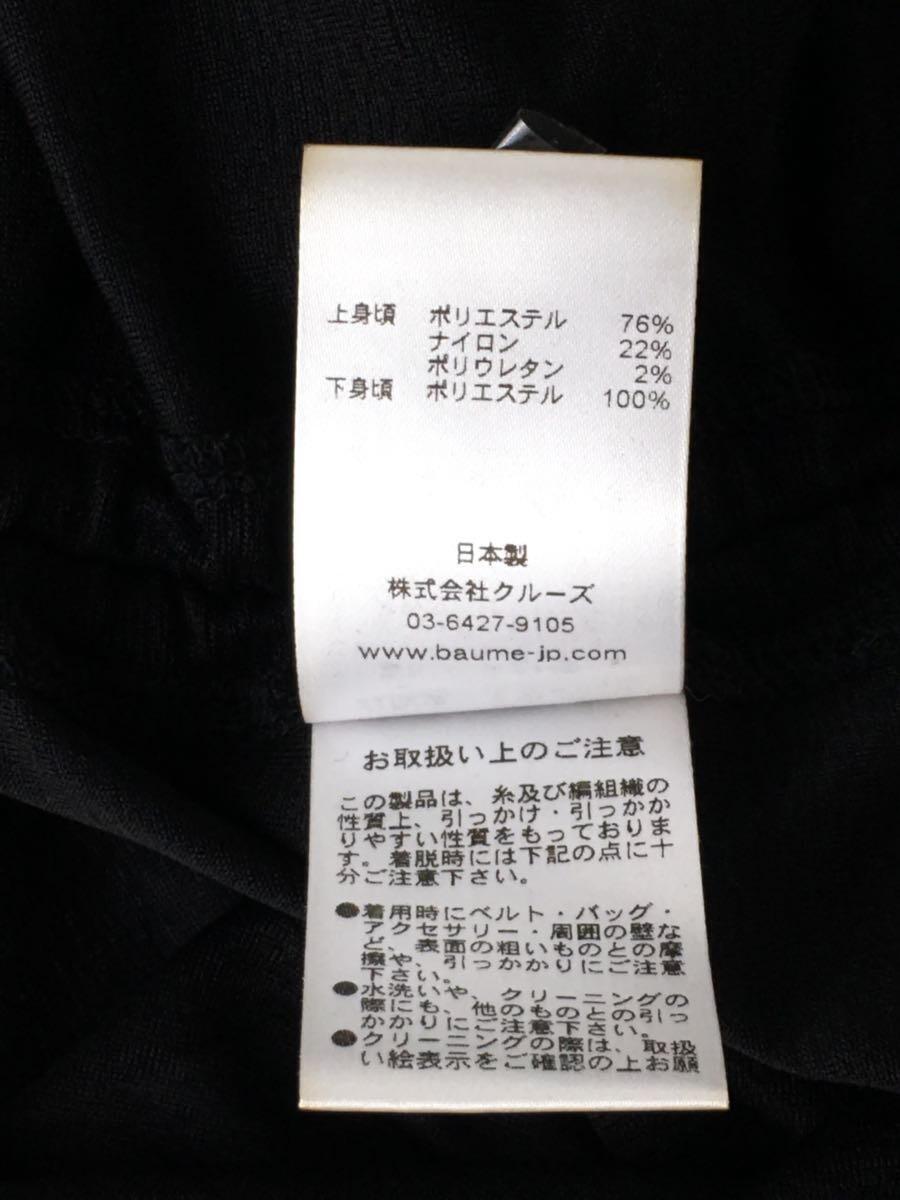 上身頃 ポリエステル 76%
ナイロン 22%
ポリウレタン 2%
下身頃 ポリエステル 100%
日本製
株式会社クルーズ
03-6427-9105
www.baume-jp.com
お取扱い上のご注意
この製品は、糸及び編組織の
性質上、引っかけ・引っかか
りやすい性質をもっておりま
す。着脱時には下記の点に十
分ご注意下さい。
●着用時にベルト・バッグ・
アクセサリー・周囲の壁な
ど、表面の粗いものとの摩
擦や、引っかかりにご注意
下さい。
●水洗いや、クリーニングの
際にも、他のものとの引っ
かかりにご注意下さい。
●クリーニングの際は、取扱
い絵表示をご確認の上お願